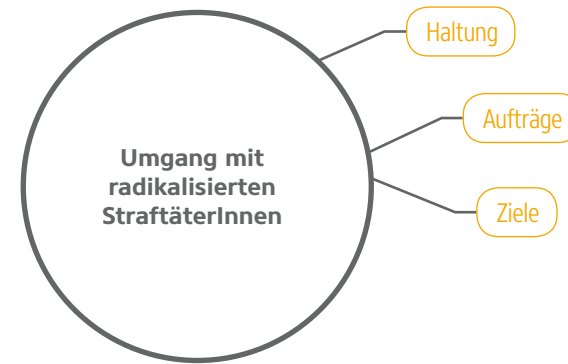 Haltung
Aufträge
Umgang mit
radikalisierten
StraftäterInnen
Ziele